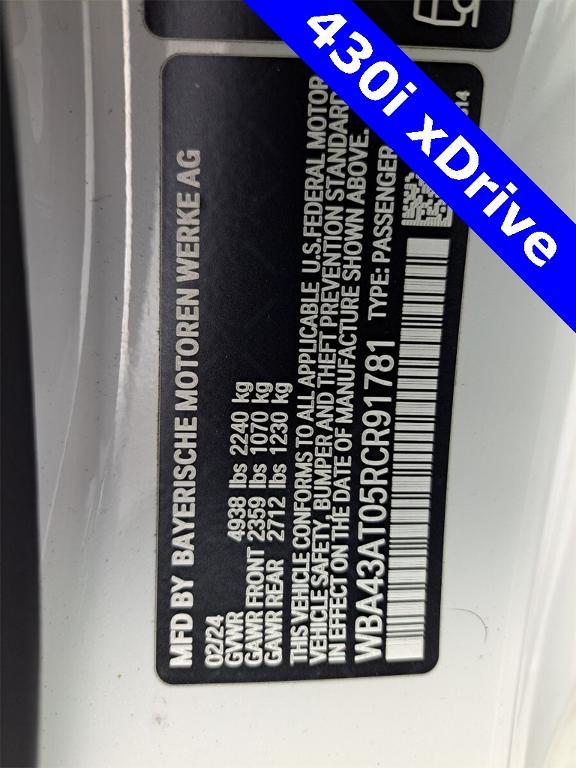 430i xDrive
MFD BY BAYERISCHE MOTOREN WERKE AG
02/24
GVWR 4938 lbs 2240 kg
GAWR FRONT 2359 lbs 1070 kg
GAWR REAR 2712 lbs 1230 kg
THIS VEHICLE CONFORMS TO ALL APPLICABLE U.S. FEDERAL MOTOR
VEHICLE SAFETY, BUMPER AND THEFT PREVENTION STANDARD
IN EFFECT ON THE DATE OF MANUFACTURE SHOWN ABOVE.
WBA43AT05RCR91781 TYPE: PASSENGER